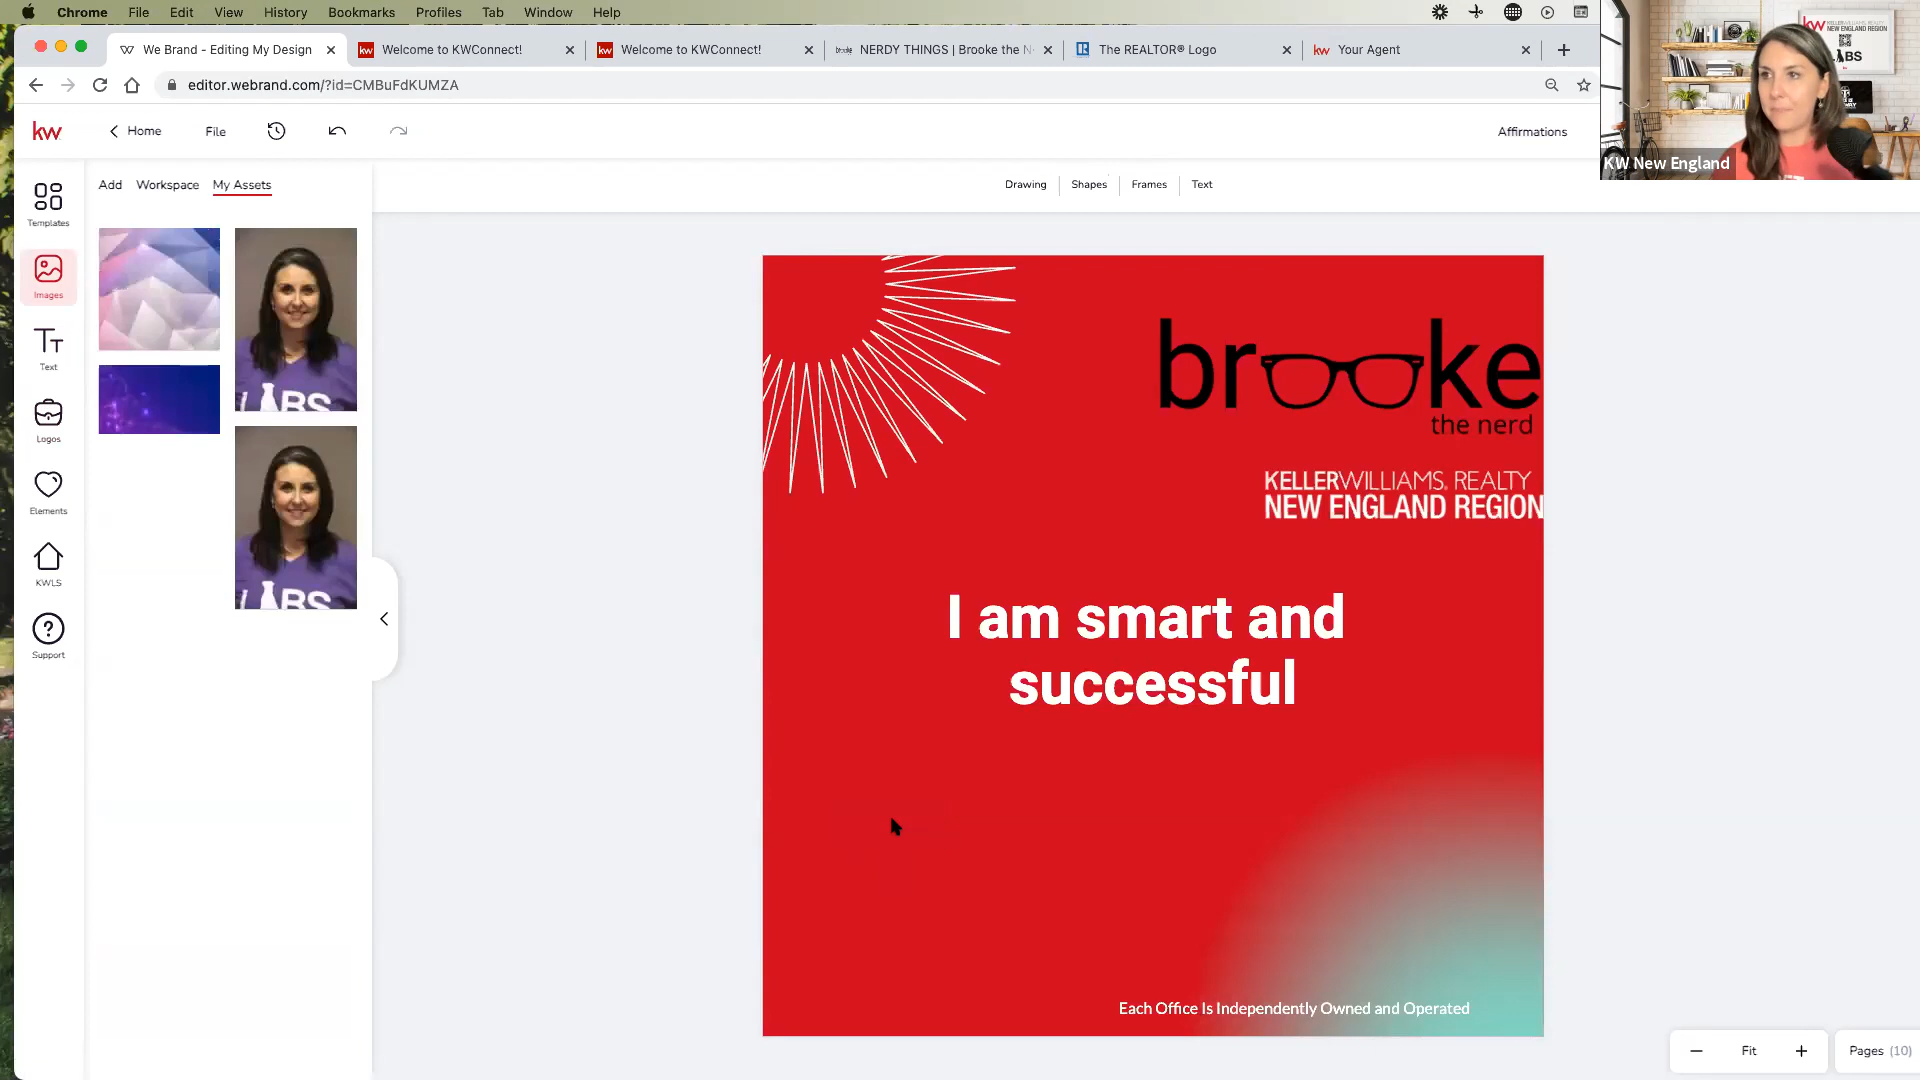 Chrome File Edit View History Bookmarks Profiles Tab Window Help
We Brand - Editing My Design
Welcome to KWConnect!
Welcome to KWConnect!
NERDY THINGS | Brooke the N
The REALTOR® Logo
kw Your Agent
editor.webrand.com/?id=CMBuFdKUMZA
kw
Home
File
Affirmations
KW New England
Add Workspace My Assets
Drawing
Shapes
Frames
Text
Templates
Images
Text
Logos
Elements
KWLS
Support
brooke
the nerd
KELLERWILLIAMS. REALTY
NEW ENGLAND REGION
I am smart and
successful
Each Office Is Independently Owned and Operated
Fit
Pages (10)